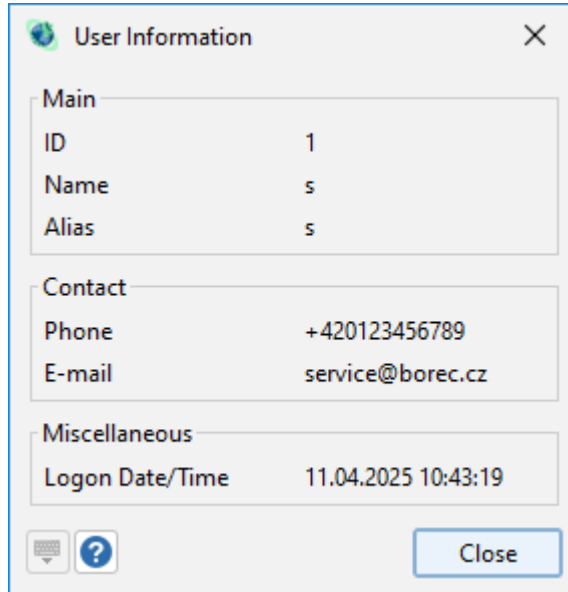 User Information
Main
ID 1
Name s
Alias s
Contact
Phone +420123456789
E-mail service@borec.cz
Miscellaneous
Logon Date/Time 11.04.2025 10:43:19
?
Close